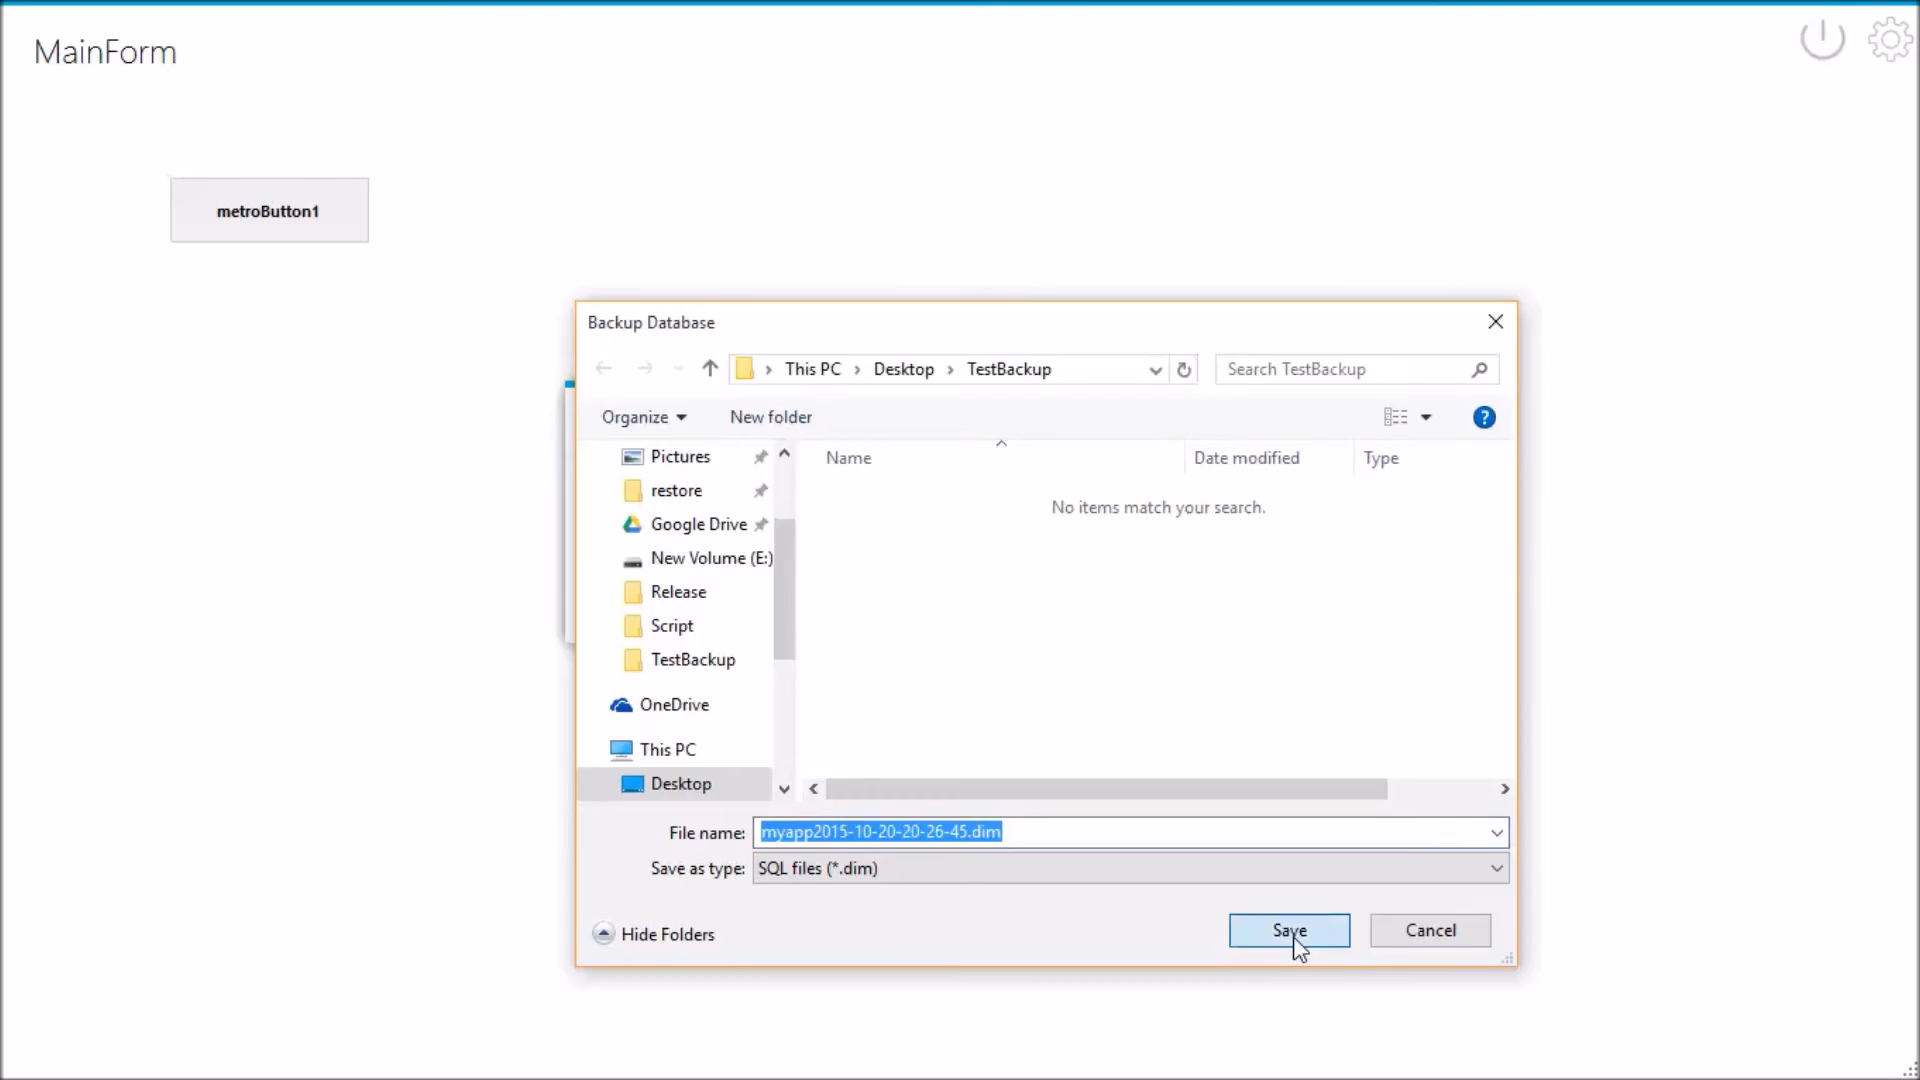 MainForm
metroButton1
Backup Database
This PC
Desktop
TestBackup
Search TestBackup
Organize
New folder
?
Pictures
restore
Google Drive
New Volume (E:)
Release
Script
TestBackup
OneDrive
This PC
Desktop
Name
Date modified
Type
No items match your search.
File name:
myapp2015-10-20-20-26-45.dim
Save as type:
SQL files (*.dim)
Hide Folders
Save
Cancel